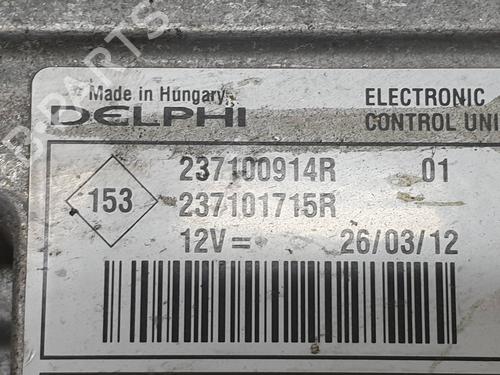 Made in Hungary
DELPHI
ELECTRONIC
CONTROL UNI
153
237100914R 01
237101715R
12V= 26/03/12